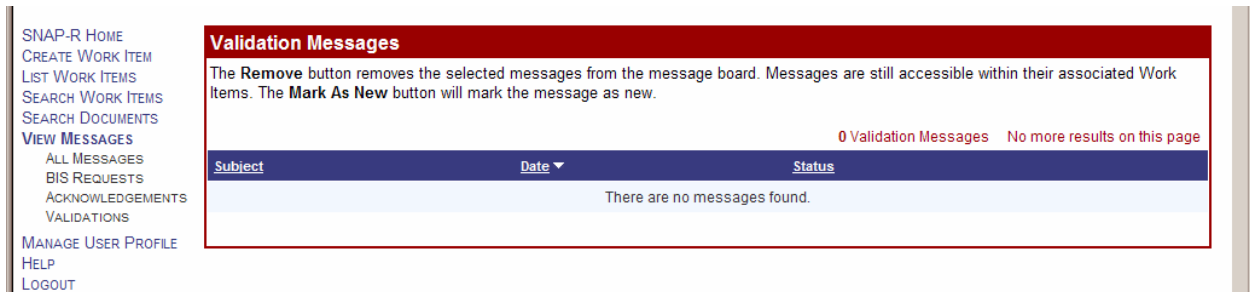 SNAP-R HOME
CREATE WORK ITEM
LIST WORK ITEMS
SEARCH WORK ITEMS
SEARCH DOCUMENTS
VIEW MESSAGES
ALL MESSAGES
BIS REQUESTS
ACKNOWLEDGEMENTS
VALIDATIONS
MANAGE USER PROFILE
HELP
LOGOUT
Validation Messages
The Remove button removes the selected messages from the message board. Messages are still accessible within their associated Work
Items. The Mark As New button will mark the message as new.
0 Validation Messages No more results on this page
Subject Date ▼ Status
There are no messages found.